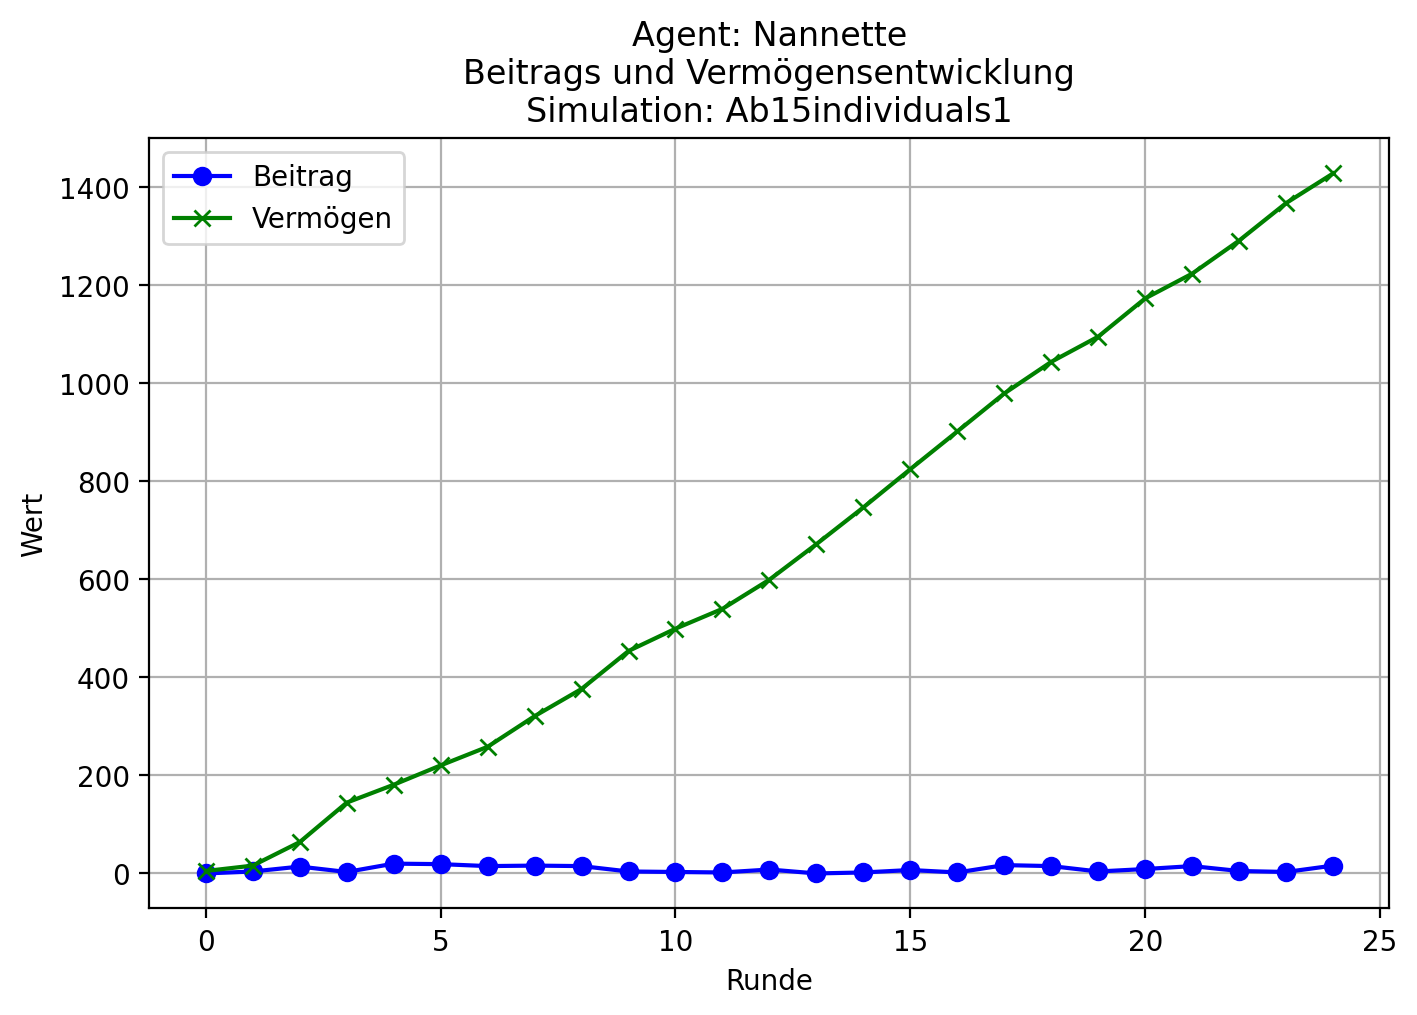 Agent: Nannette
Beitrags und Vermögensentwicklung
Simulation: Ab15individuals1
Beitrag
Vermögen
1400
1200
1000
800
600
400
200
0
Wert
0 5 10 15 20 25
Runde